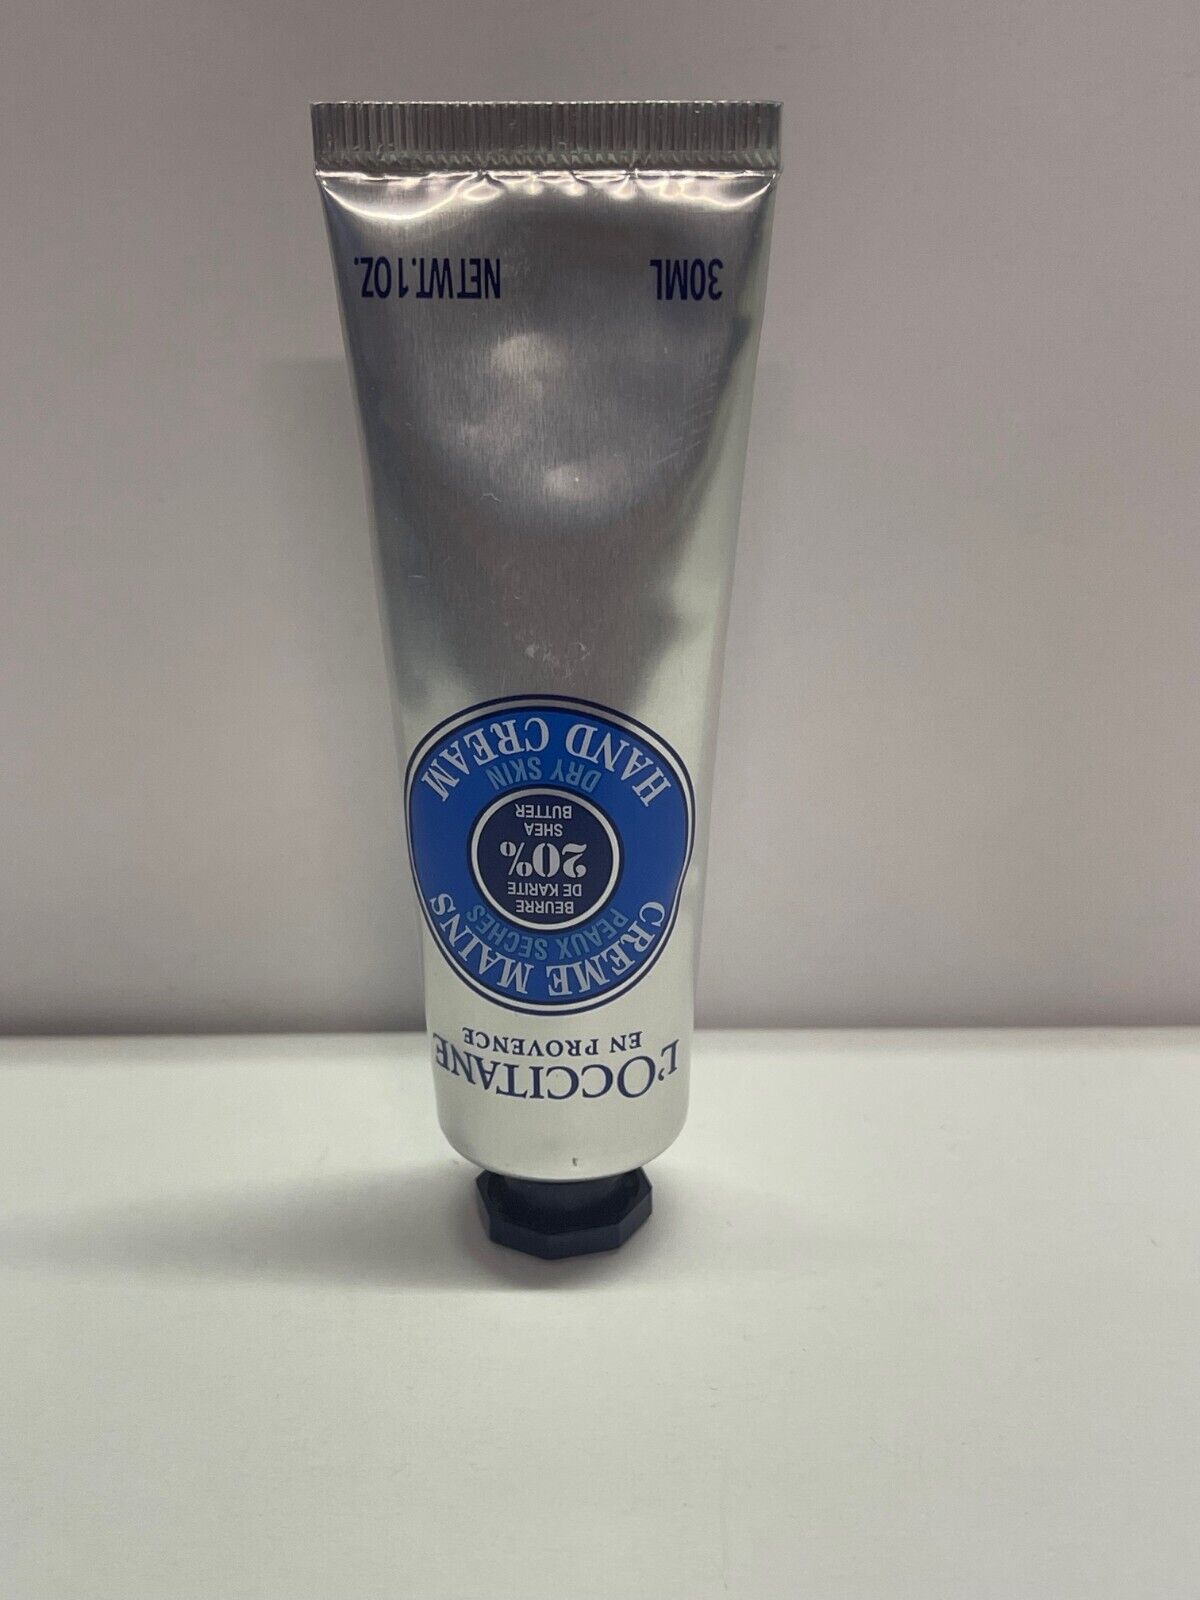 L'OCCITANE
EN PROVENCE
CREME MAINS
PEAUX SECHES
BEURRE
DE KARITE
20%
SHEA
BUTTER
DRY SKIN
HAND CREAM
30ML NET WT. 1 OZ.